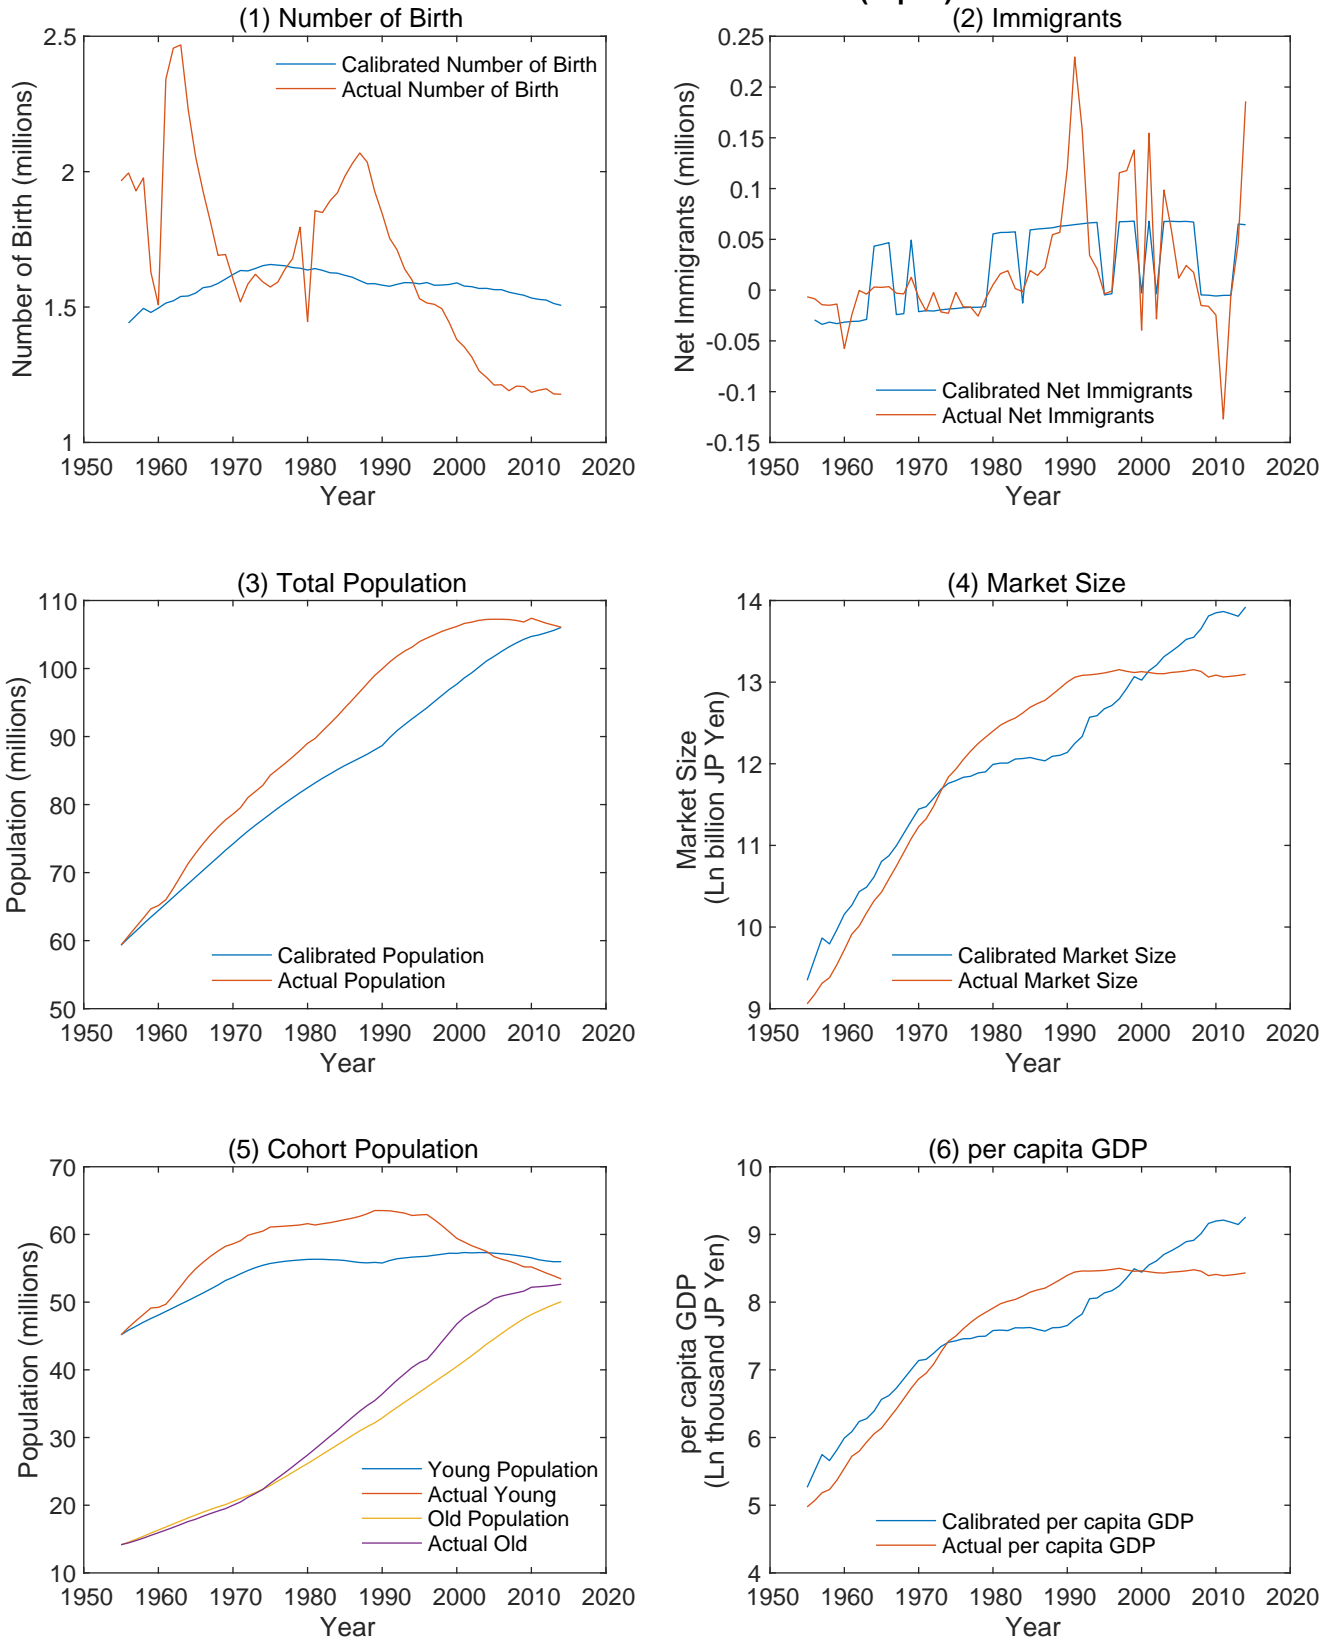 (1) Number of Birth
2.5
2
1.5
1
Number of Birth (millions)
Calibrated Number of Birth
Actual Number of Birth
1950 1960 1970 1980 1990 2000 2010 2020
Year
(2) Immigrants
0.25
0.2
0.15
0.1
0.05
0
-0.05
-0.1
-0.15
Net Immigrants (millions)
Calibrated Net Immigrants
Actual Net Immigrants
1950 1960 1970 1980 1990 2000 2010 2020
Year
(3) Total Population
110
100
90
80
70
60
50
Population (millions)
Calibrated Population
Actual Population
1950 1960 1970 1980 1990 2000 2010 2020
Year
(4) Market Size
14
13
12
11
10
9
Market Size
(Ln billion JP Yen)
Calibrated Market Size
Actual Market Size
1950 1960 1970 1980 1990 2000 2010 2020
Year
(5) Cohort Population
70
60
50
40
30
20
10
Population (millions)
Young Population
Actual Young
Old Population
Actual Old
1950 1960 1970 1980 1990 2000 2010 2020
Year
(6) per capita GDP
10
9
8
7
6
5
4
per capita GDP
(Ln thousand JP Yen)
Calibrated per capita GDP
Actual per capita GDP
1950 1960 1970 1980 1990 2000 2010 2020
Year